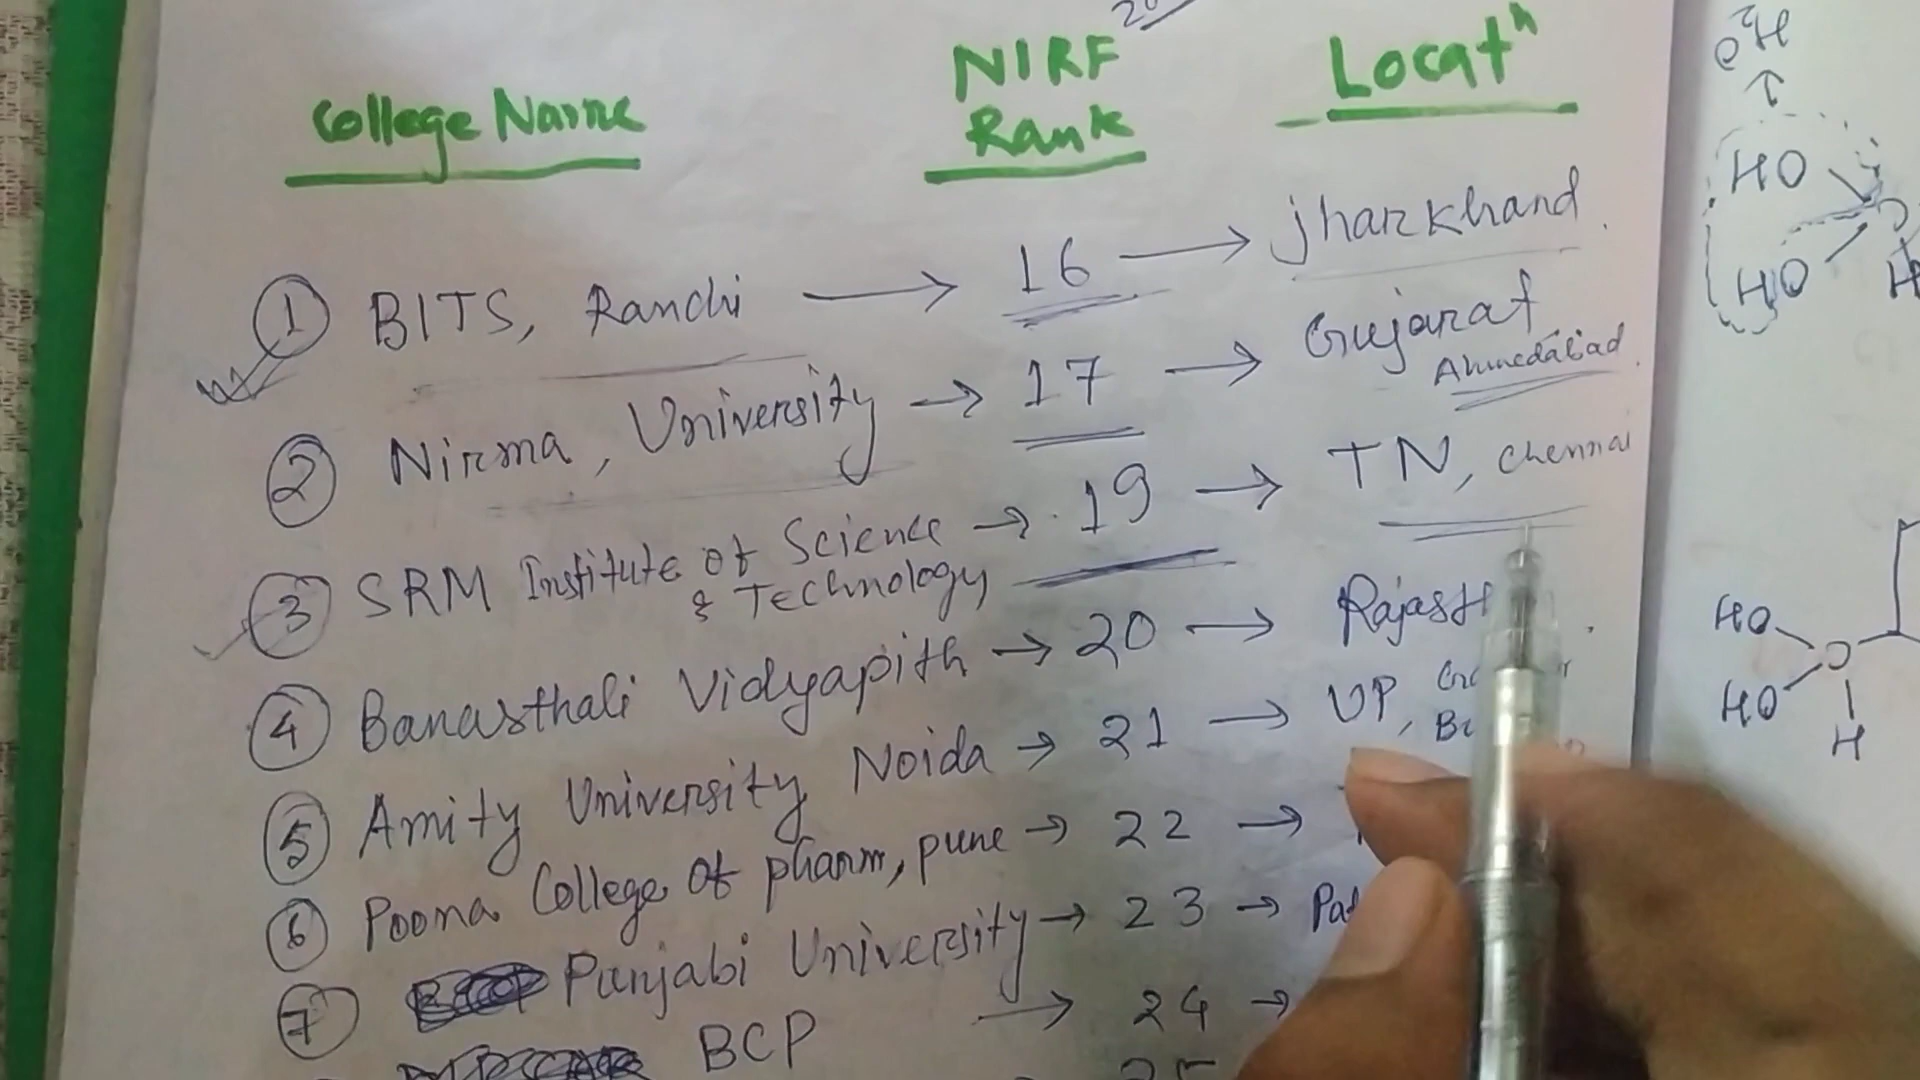 College Name NIRF Rank Locatⁿ
① BITS, Ranchi → 16 → Jharkhand
② Nirma, University → 17 → Gujarat Ahmedabad
③ SRM Institute of Science & Technology → 19 → TN, Chennai
④ Banasthali Vidyapith → 20 →
⑤ Amity University Noida → 21 → UP,
⑥ Poona College of pharm, pune → 22 →
⑦ Punjabi University → 23 →
BCP → 24 →
H2O
↑
HO
HO
H
HO
HO
H